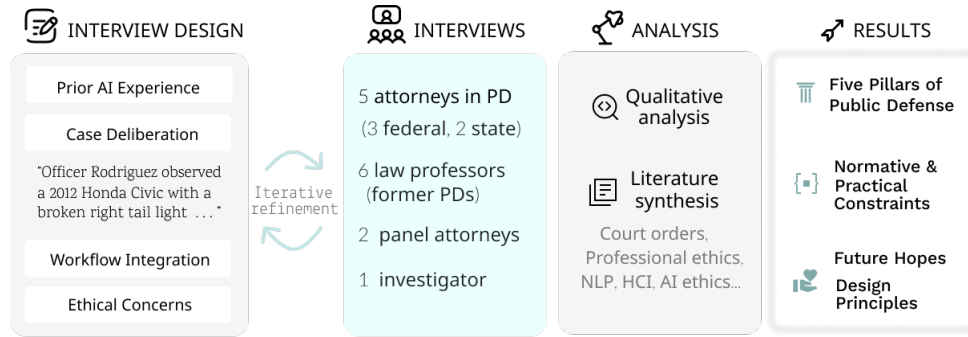 INTERVIEW DESIGN
Prior AI Experience
Case Deliberation
"Officer Rodriguez observed
a 2012 Honda Civic with a
broken right tail light ..."
Workflow Integration
Ethical Concerns
Iterative
refinement
INTERVIEWS
5 attorneys in PD
(3 federal, 2 state)
6 law professors
(former PDs)
2 panel attorneys
1 investigator
ANALYSIS
Qualitative
analysis
Literature
synthesis
Court orders,
Professional ethics,
NLP, HCI, AI ethics...
RESULTS
Five Pillars of
Public Defense
Normative &
Practical
Constraints
Future Hopes
Design
Principles